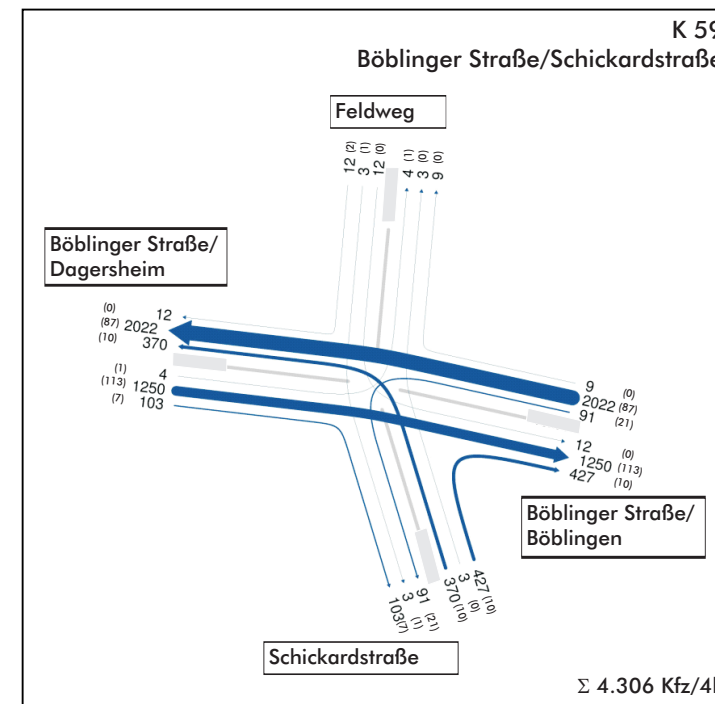 K 59
Böblinger Straße/Schickardstraße
Feldweg
12 (2)
3 (1)
12 (0)
4 (1)
3 (0)
9 (0)
Böblinger Straße/
Dagersheim
(0) 12
(87) 2022
(10) 370
(1) 4
(113) 1250
(7) 103
9 (0)
2022 (87)
91 (21)
12 (0)
1250 (113)
427 (10)
Böblinger Straße/
Böblingen
103 (7)
3 (1)
91 (21)
370 (10)
3 (0)
427 (10)
Schickardstraße
Σ 4.306 Kfz/4